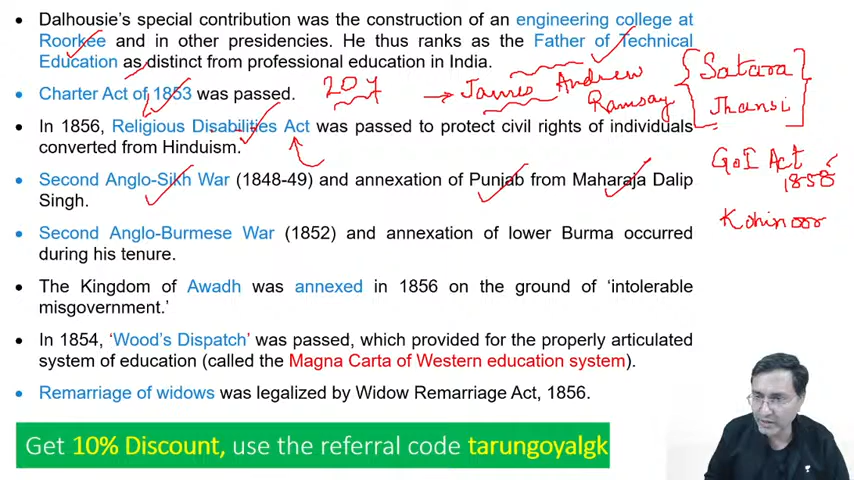 • Dalhousie's special contribution was the construction of an engineering college at
Roorkee and in other presidencies. He thus ranks as the Father of Technical
Education as distinct from professional education in India.
• Charter Act of 1853 was passed.
207
James Andrew
Ramsay
Satara
Jhansi
• In 1856, Religious Disabilities Act was passed to protect civil rights of individuals
converted from Hinduism.
GoI Act
1858
• Second Anglo-Sikh War (1848-49) and annexation of Punjab from Maharaja Dalip
Singh.
Kohinoor
• Second Anglo-Burmese War (1852) and annexation of lower Burma occurred
during his tenure.
• The Kingdom of Awadh was annexed in 1856 on the ground of 'intolerable
misgovernment.'
• In 1854, 'Wood's Dispatch' was passed, which provided for the properly articulated
system of education (called the Magna Carta of Western education system).
• Remarriage of widows was legalized by Widow Remarriage Act, 1856.
Get 10% Discount, use the referral code tarungoyalgk